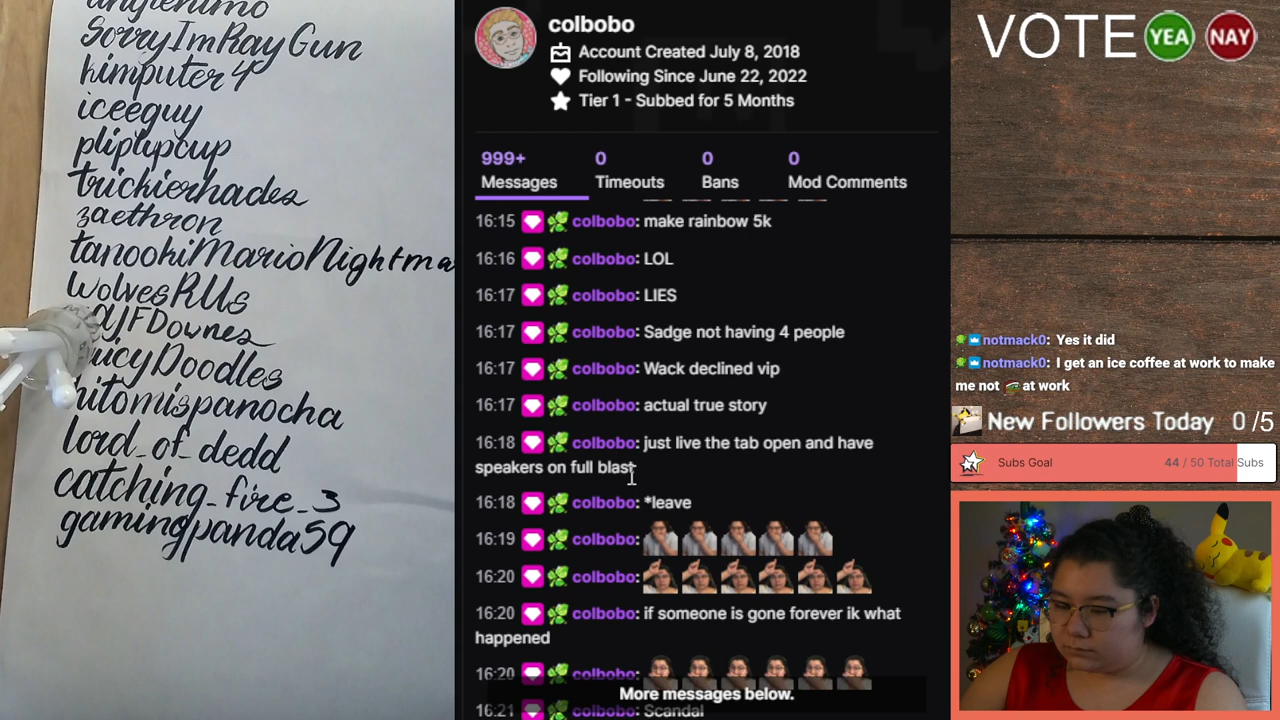 angienimo
SorryImRayGun
kimputer4
iceeguy
pliplupcup
trickierhades
zaethron
tanookiMarioNightma
WolvesRUs
JFDownes
ucyDoodles
hitomispanocha
lord_of_dedd
catching_fire_3
gamingpanda59
colbobo
Account Created July 8, 2018
Following Since June 22, 2022
Tier 1 - Subbed for 5 Months
999+ 0 0 0
Messages Timeouts Bans Mod Comments
16:15 colbobo: make rainbow 5k
16:16 colbobo: LOL
16:17 colbobo: LIES
16:17 colbobo: Sadge not having 4 people
16:17 colbobo: Wack declined vip
16:17 colbobo: actual true story
16:18 colbobo: just live the tab open and have
speakers on full blast
16:18 colbobo: *leave
16:19 colbobo:
16:20 colbobo:
16:20 colbobo: if someone is gone forever ik what
happened
16:20 colbobo:
More messages below.
16:21 colbobo: Scandal
VOTE YEA NAY
notmack0: Yes it did
notmack0: I get an ice coffee at work to make
me not at work
New Followers Today 0 /5
Subs Goal 44 / 50 Total Subs